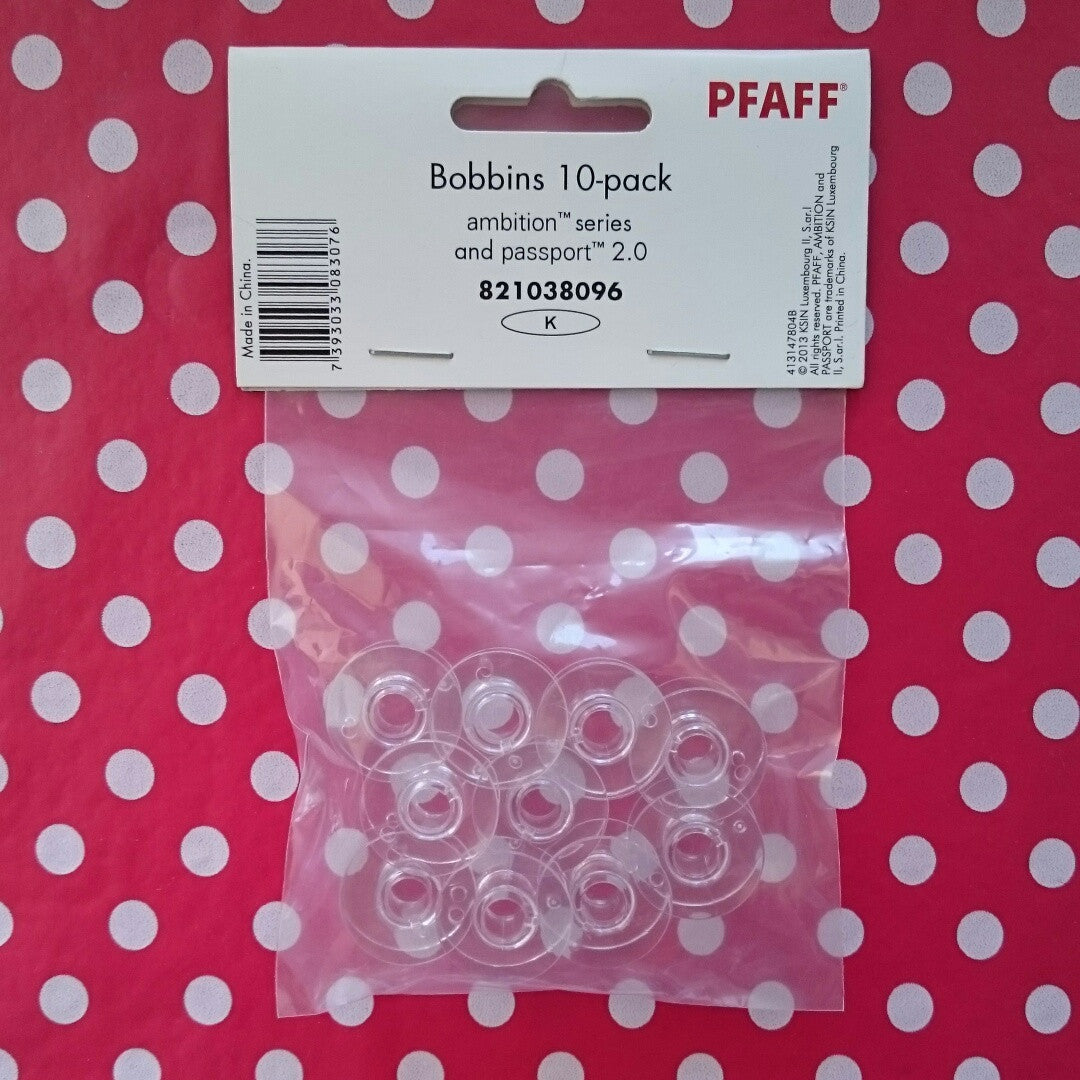 PFAFF®
Bobbins 10-pack
ambition™ series
and passport™ 2.0
821038096
K
Made in China.
7 393033 083076
413147804B
© 2013 KSIN Luxembourg II, S.ar.l
All rights reserved. PFAFF, AMBITION and
PASSPORT are trademarks of KSIN Luxembourg
II, S.ar.l. Printed in China.